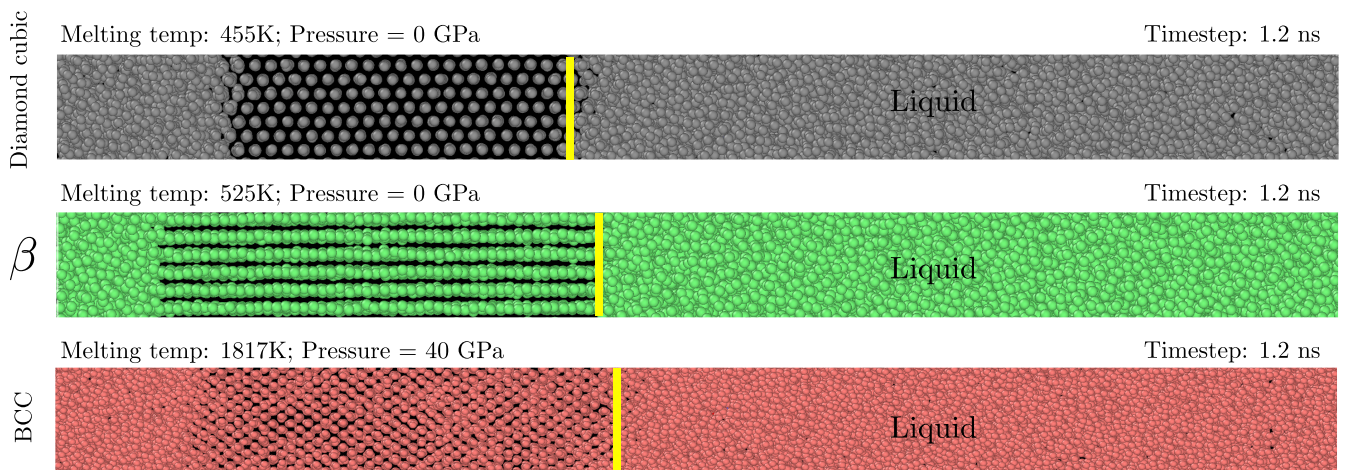 Diamond cubic
Melting temp: 455K; Pressure = 0 GPa
Timestep: 1.2 ns
Liquid
Melting temp: 525K; Pressure = 0 GPa
Timestep: 1.2 ns
β
Liquid
Melting temp: 1817K; Pressure = 40 GPa
Timestep: 1.2 ns
BCC
Liquid